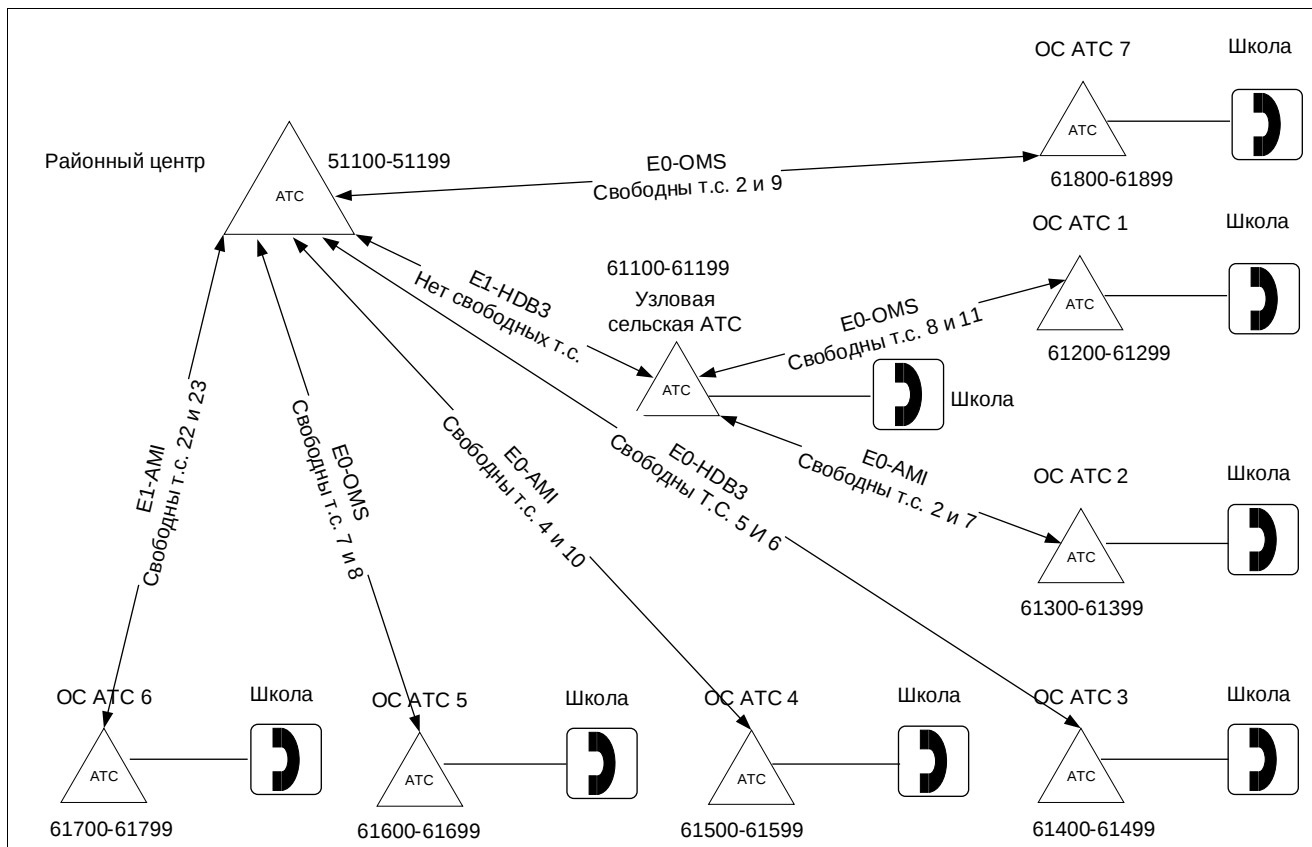 ОС АТС 7
Школа
АТС
61800-61899
Районный центр
51100-51199
АТС
E0-OMS
Свободны т.с. 2 и 9
ОС АТС 1
Школа
АТС
61200-61299
61100-61199
Узловая
сельская АТС
АТС
Школа
E1-HDB3
Нет свободных т.с.
E0-OMS
Свободны т.с. 8 и 11
E0-AMI
Свободны т.с. 2 и 7
ОС АТС 2
Школа
АТС
61300-61399
E1-AMI
Свободны т.с. 22 и 23
E0-OMS
Свободны т.с. 7 и 8
E0-AMI
Свободны т.с. 4 и 10
E0-HDB3
Свободны Т.С. 5 И 6
ОС АТС 6
Школа
АТС
61700-61799
ОС АТС 5
Школа
АТС
61600-61699
ОС АТС 4
Школа
АТС
61500-61599
ОС АТС 3
Школа
АТС
61400-61499